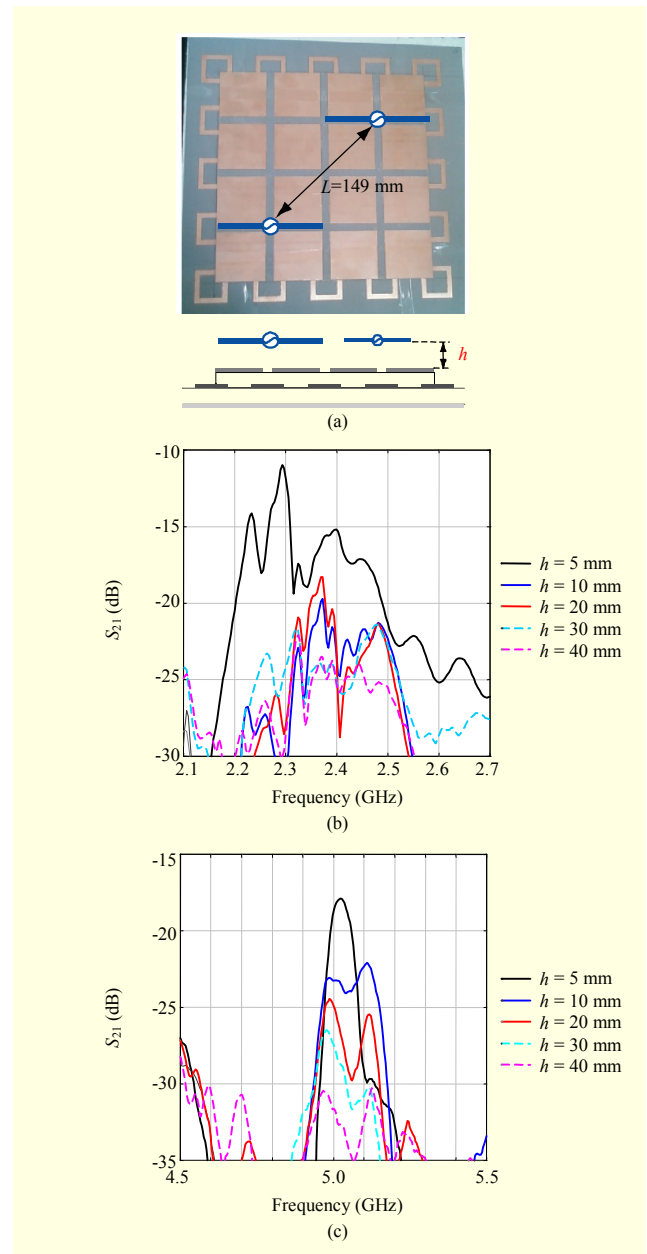 L=149 mm
h
(a)
-10
-15
-20
-25
-30
S21 (dB)
2.1 2.2 2.3 2.4 2.5 2.6 2.7
Frequency (GHz)
h = 5 mm
h = 10 mm
h = 20 mm
h = 30 mm
h = 40 mm
(b)
-15
-20
-25
-30
-35
S21 (dB)
4.5 5.0 5.5
Frequency (GHz)
h = 5 mm
h = 10 mm
h = 20 mm
h = 30 mm
h = 40 mm
(c)